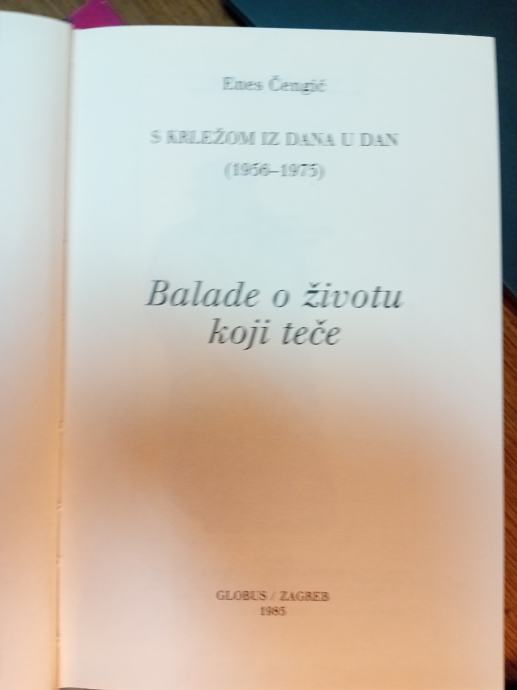 Enes Čengić
S KRLEŽOM IZ DANA U DAN
(1956–1975)
Balade o životu
koji teče
GLOBUS / ZAGREB
1985